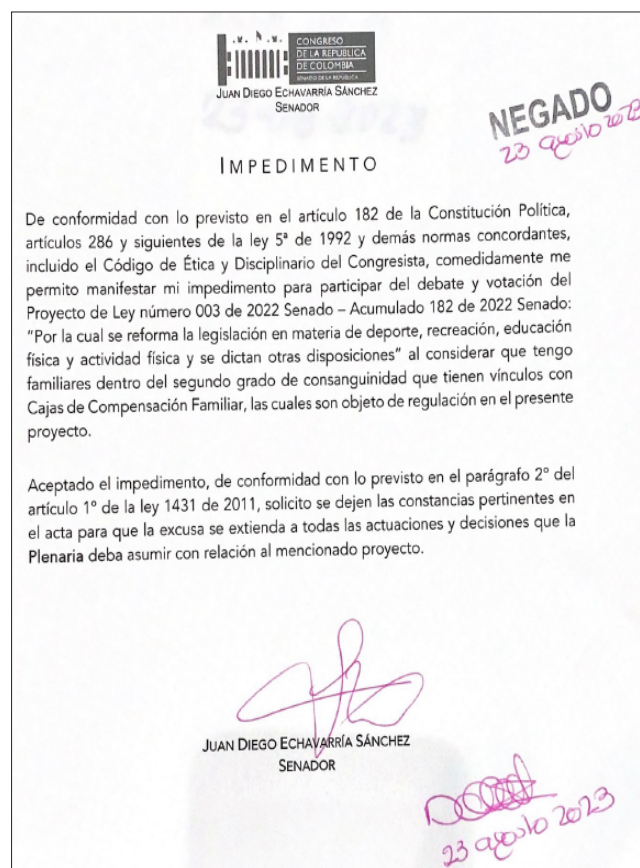 CONGRESO
DE LA REPÚBLICA
DE COLOMBIA
SENADO DE LA REPÚBLICA
JUAN DIEGO ECHAVARRÍA SÁNCHEZ
SENADOR
NEGADO
23 agosto 2023
IMPEDIMENTO
De conformidad con lo previsto en el artículo 182 de la Constitución Política,
artículos 286 y siguientes de la ley 5ª de 1992 y demás normas concordantes,
incluido el Código de Ética y Disciplinario del Congresista, comedidamente me
permito manifestar mi impedimento para participar del debate y votación del
Proyecto de Ley número 003 de 2022 Senado – Acumulado 182 de 2022 Senado:
"Por la cual se reforma la legislación en materia de deporte, recreación, educación
física y actividad física y se dictan otras disposiciones" al considerar que tengo
familiares dentro del segundo grado de consanguinidad que tienen vínculos con
Cajas de Compensación Familiar, las cuales son objeto de regulación en el presente
proyecto.
Aceptado el impedimento, de conformidad con lo previsto en el parágrafo 2° del
artículo 1° de la ley 1431 de 2011, solicito se dejen las constancias pertinentes en
el acta para que la excusa se extienda a todas las actuaciones y decisiones que la
Plenaria deba asumir con relación al mencionado proyecto.
JUAN DIEGO ECHAVARRÍA SÁNCHEZ
SENADOR
23 agosto 2023